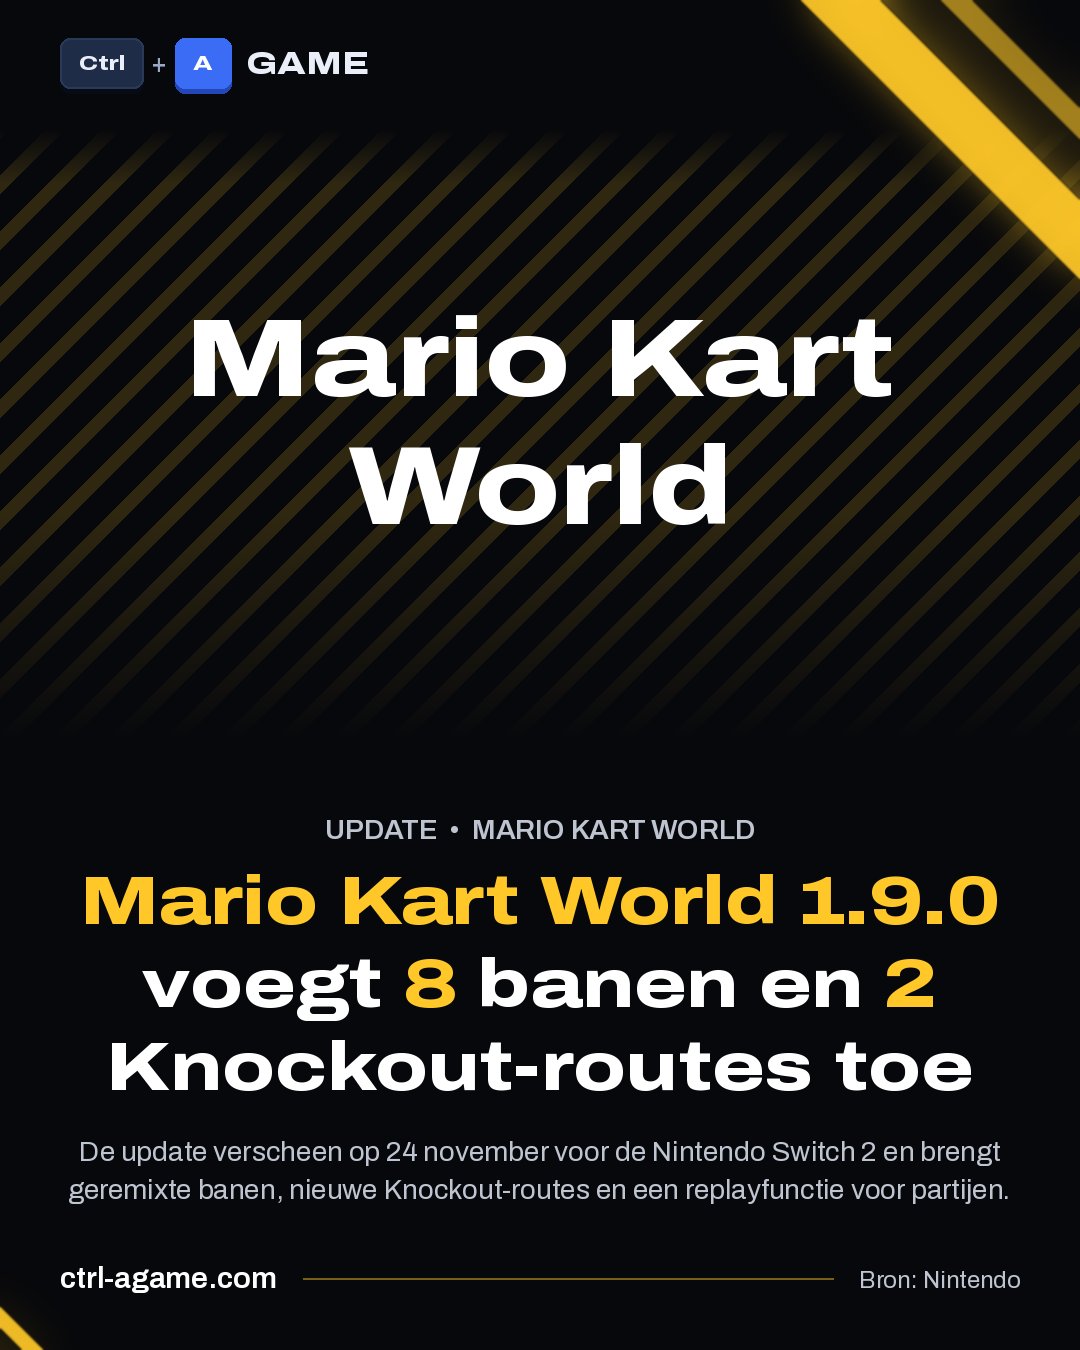 Ctrl + A GAME
Mario Kart
World
UPDATE • MARIO KART WORLD
Mario Kart World 1.9.0
voegt 8 banen en 2
Knockout-routes toe
De update verscheen op 24 november voor de Nintendo Switch 2 en brengt
geremixte banen, nieuwe Knockout-routes en een replayfunctie voor partijen.
ctrl-agame.com
Bron: Nintendo